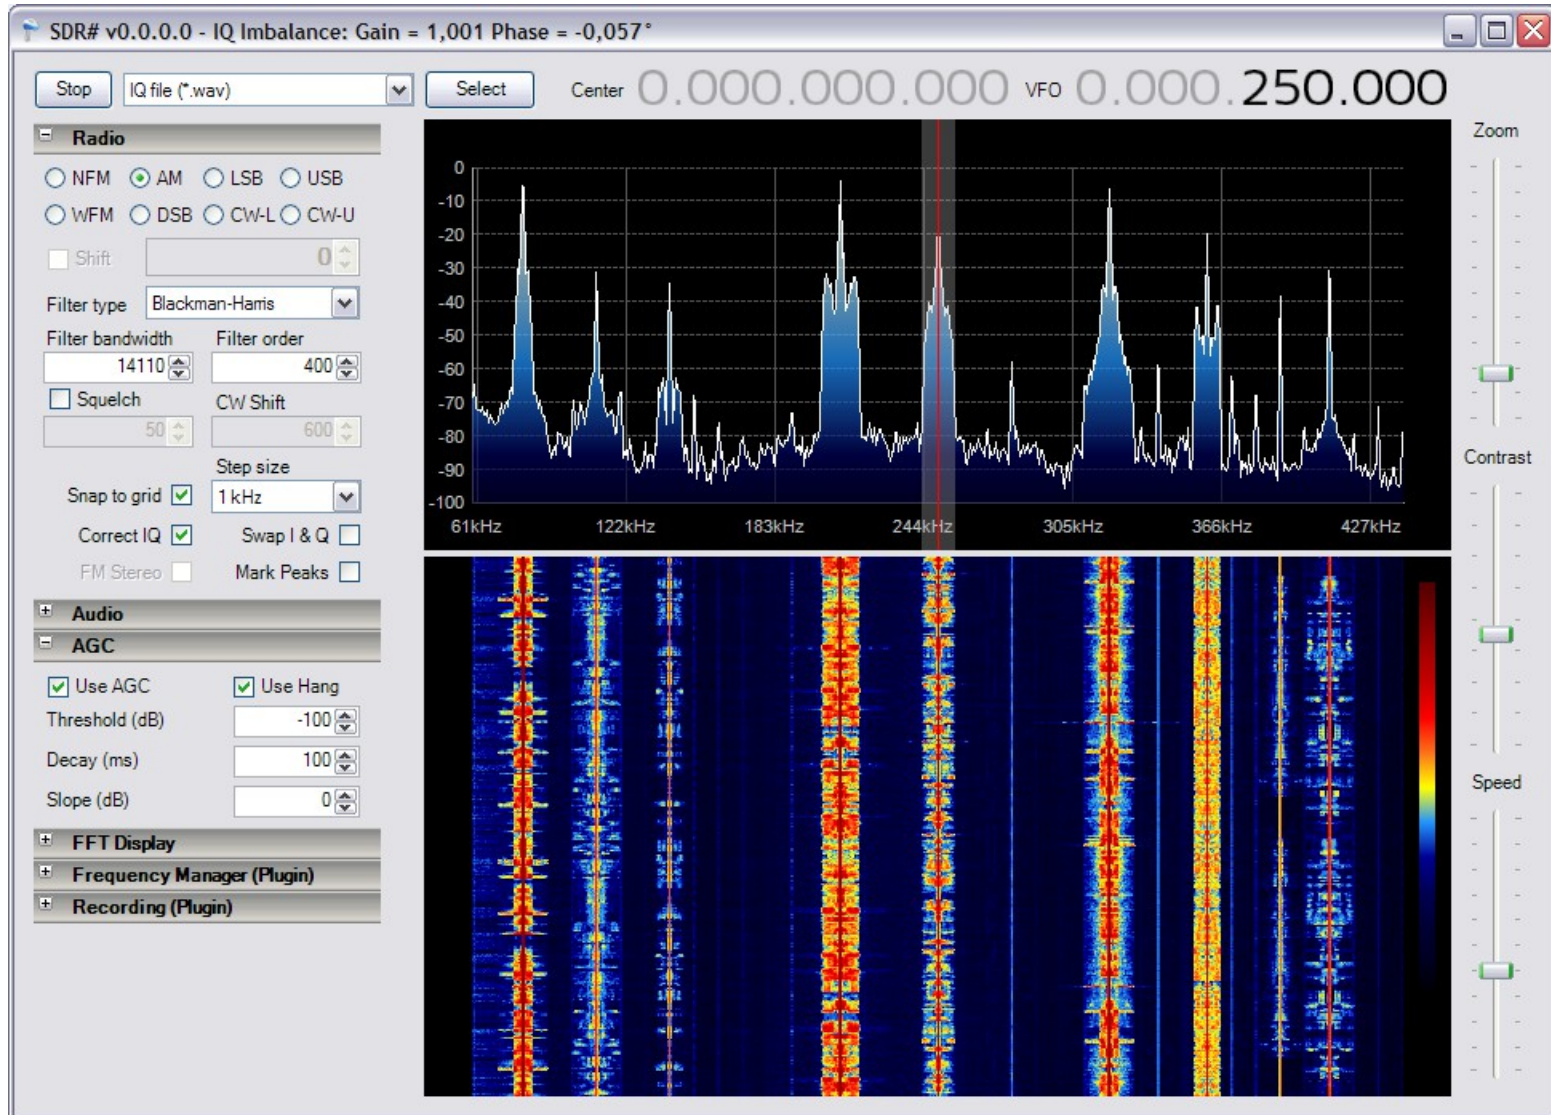 SDR# v0.0.0.0 - IQ Imbalance: Gain = 1,001 Phase = -0,057°
Stop IQ file (*.wav) Select Center 0.000.000.000 VFO 0.000.250.000
Radio
NFM AM LSB USB
WFM DSB CW-L CW-U
Shift 0
Filter type Blackman-Harris
Filter bandwidth Filter order
14110 400
Squelch CW Shift
50 600
Step size
Snap to grid 1 kHz
Correct IQ Swap I & Q
FM Stereo Mark Peaks
Audio
AGC
Use AGC Use Hang
Threshold (dB) -100
Decay (ms) 100
Slope (dB) 0
FFT Display
Frequency Manager (Plugin)
Recording (Plugin)
0
-10
-20
-30
-40
-50
-60
-70
-80
-90
-100
61kHz 122kHz 183kHz 244kHz 305kHz 366kHz 427kHz
Zoom
Contrast
Speed